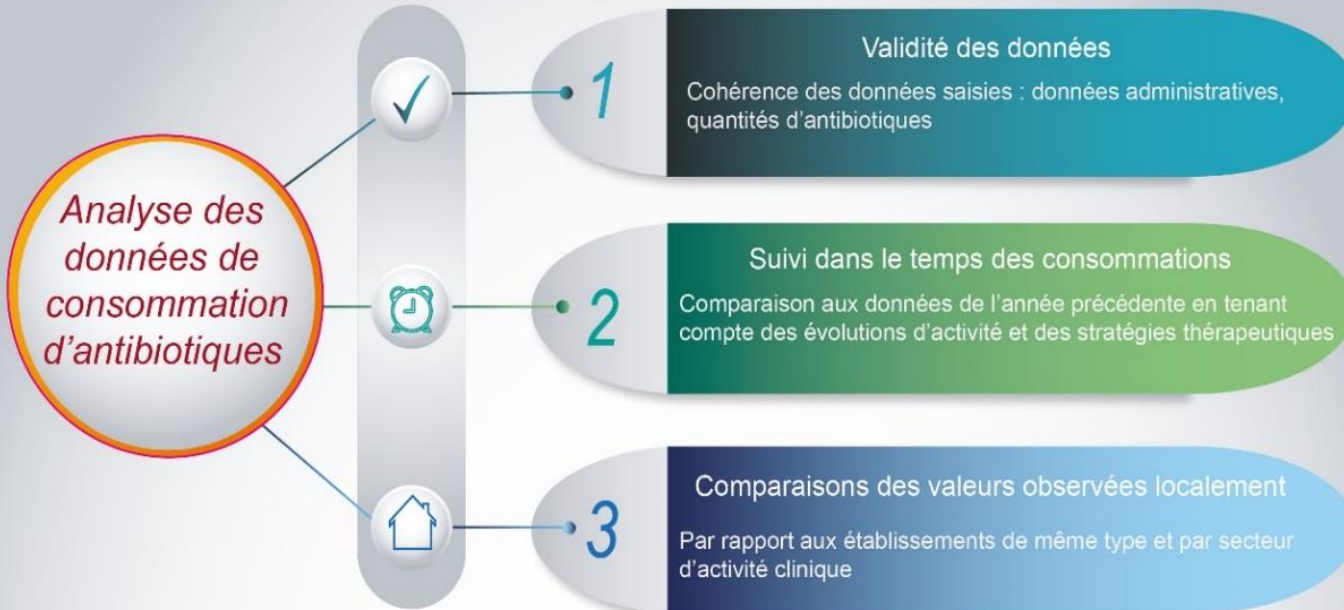 Analyse des
données de
consommation
d'antibiotiques
1
Validité des données
Cohérence des données saisies : données administratives,
quantités d'antibiotiques
2
Suivi dans le temps des consommations
Comparaison aux données de l'année précédente en tenant
compte des évolutions d'activité et des stratégies thérapeutiques
3
Comparaisons des valeurs observées localement
Par rapport aux établissements de même type et par secteur
d'activité clinique